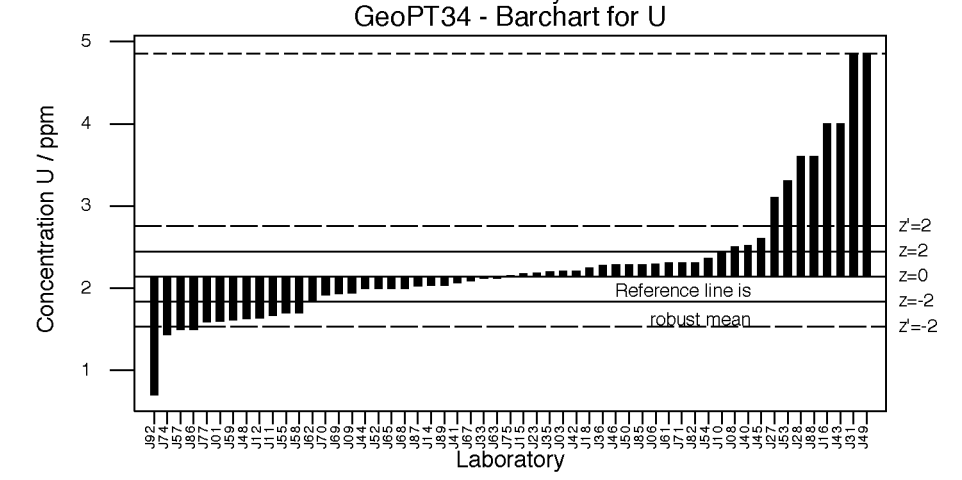 GeoPT34 - Barchart for U
Concentration U / ppm
5
4
3
2
1
z'=2
z=2
z=0
z=-2
z'=-2
Reference line is
robust mean
J92 J74 J57 J86 J77 J01 J59 J48 J12 J11 J55 J58 J62 J70 J69 J09 J44 J52 J65 J68 J87 J14 J89 J41 J67 J33 J63 J75 J15 J23 J35 J03 J42 J18 J36 J46 J50 J85 J06 J61 J71 J82 J54 J10 J08 J40 J45 J27 J53 J28 J88 J16 J43 J31 J49
Laboratory